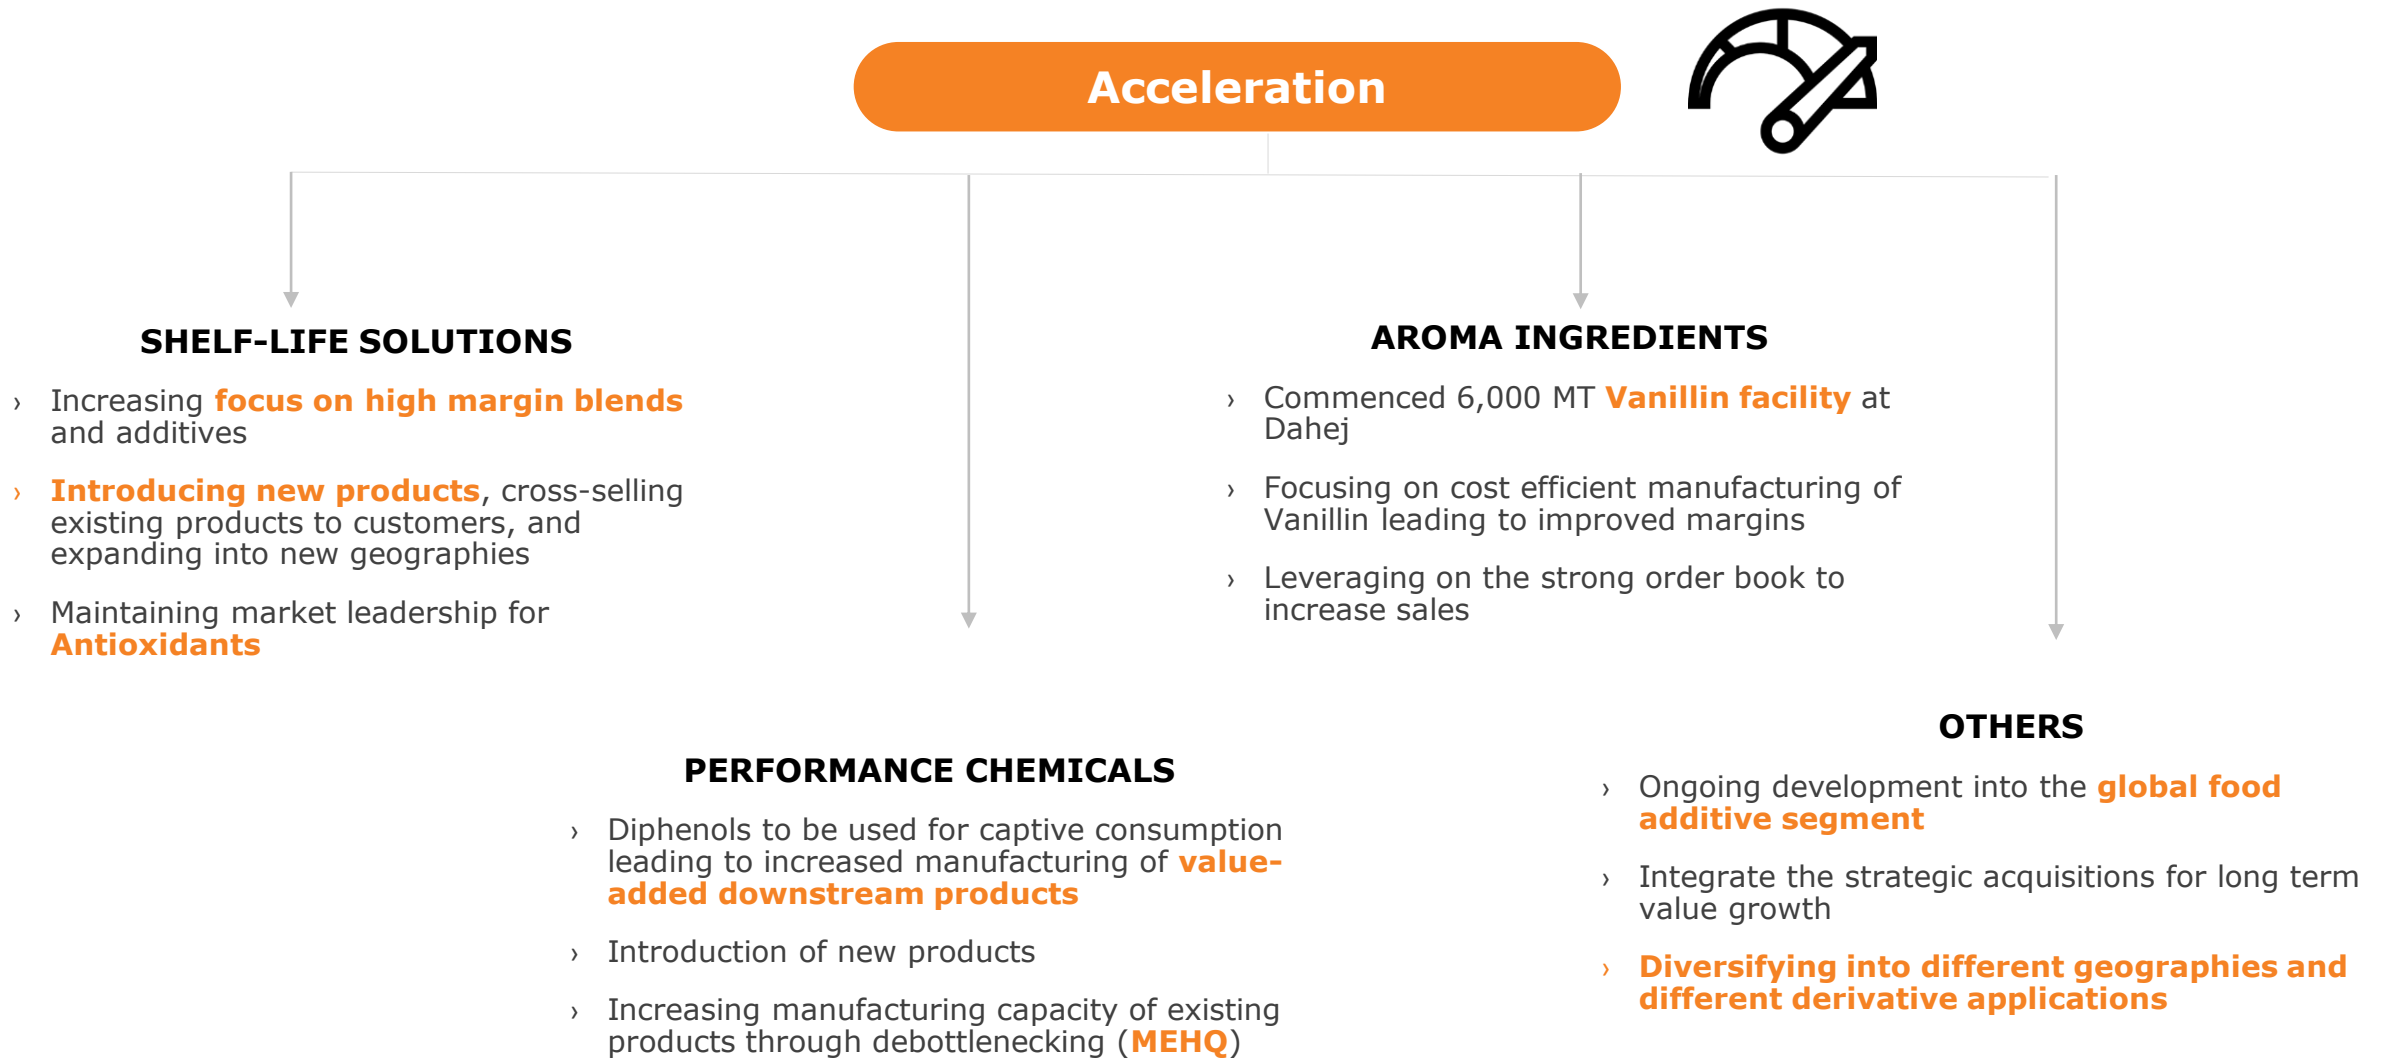 Acceleration
SHELF-LIFE SOLUTIONS
› Increasing focus on high margin blends
and additives
› Introducing new products, cross-selling
existing products to customers, and
expanding into new geographies
› Maintaining market leadership for
Antioxidants
PERFORMANCE CHEMICALS
› Diphenols to be used for captive consumption
leading to increased manufacturing of value-
added downstream products
› Introduction of new products
› Increasing manufacturing capacity of existing
products through debottlenecking (MEHQ)
AROMA INGREDIENTS
› Commenced 6,000 MT Vanillin facility at
Dahej
› Focusing on cost efficient manufacturing of
Vanillin leading to improved margins
› Leveraging on the strong order book to
increase sales
OTHERS
› Ongoing development into the global food
additive segment
› Integrate the strategic acquisitions for long term
value growth
› Diversifying into different geographies and
different derivative applications